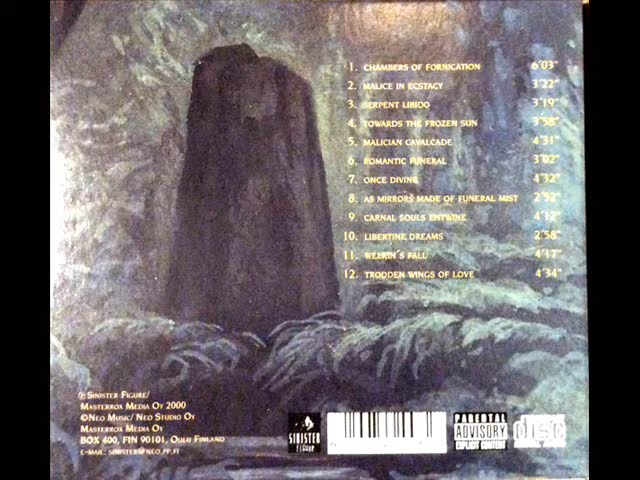 1. CHAMBERS OF FORNICATION 6'03"
2. MALICE IN ECSTACY 3'22"
3. SERPENT LIBIDO 3'19"
4. TOWARDS THE FROZEN SUN 3'58"
5. MALICIAN CAVALCADE 4'31"
6. ROMANTIC FUNERAL 3'02"
7. ONCE DIVINE 4'32"
8. AS MIRRORS MADE OF FUNERAL MIST 2'52"
9. CARNAL SOULS ENTWINE 4'12"
10. LIBERTINE DREAMS 2'58"
11. WELKIN'S FALL 4'17"
12. TRODDEN WINGS OF LOVE 4'34"
℗SINISTER FIGURE/
MASTERROX MEDIA OY 2000
©NEO MUSIC/ NEO STUDIO OY
MASTERROX MEDIA OY
BOX 400, FIN 90101, OULU FINLAND
E-MAIL: SINISTER@NEO.PP.FI
SINISTER
FIGURE
PARENTAL
ADVISORY
EXPLICIT CONTENT
disc